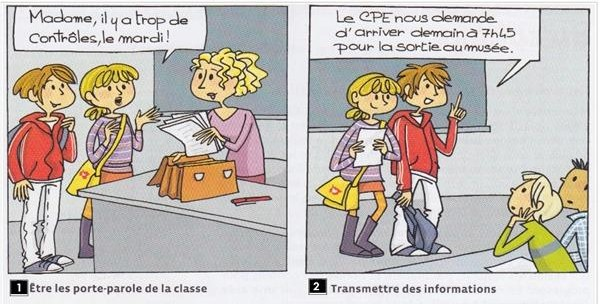 Madame, il y a trop de
contrôles, le mardi !
1 Être les porte-parole de la classe
Le CPE nous demande
d'arriver demain à 7h45
pour la sortie au musée.
2 Transmettre des informations